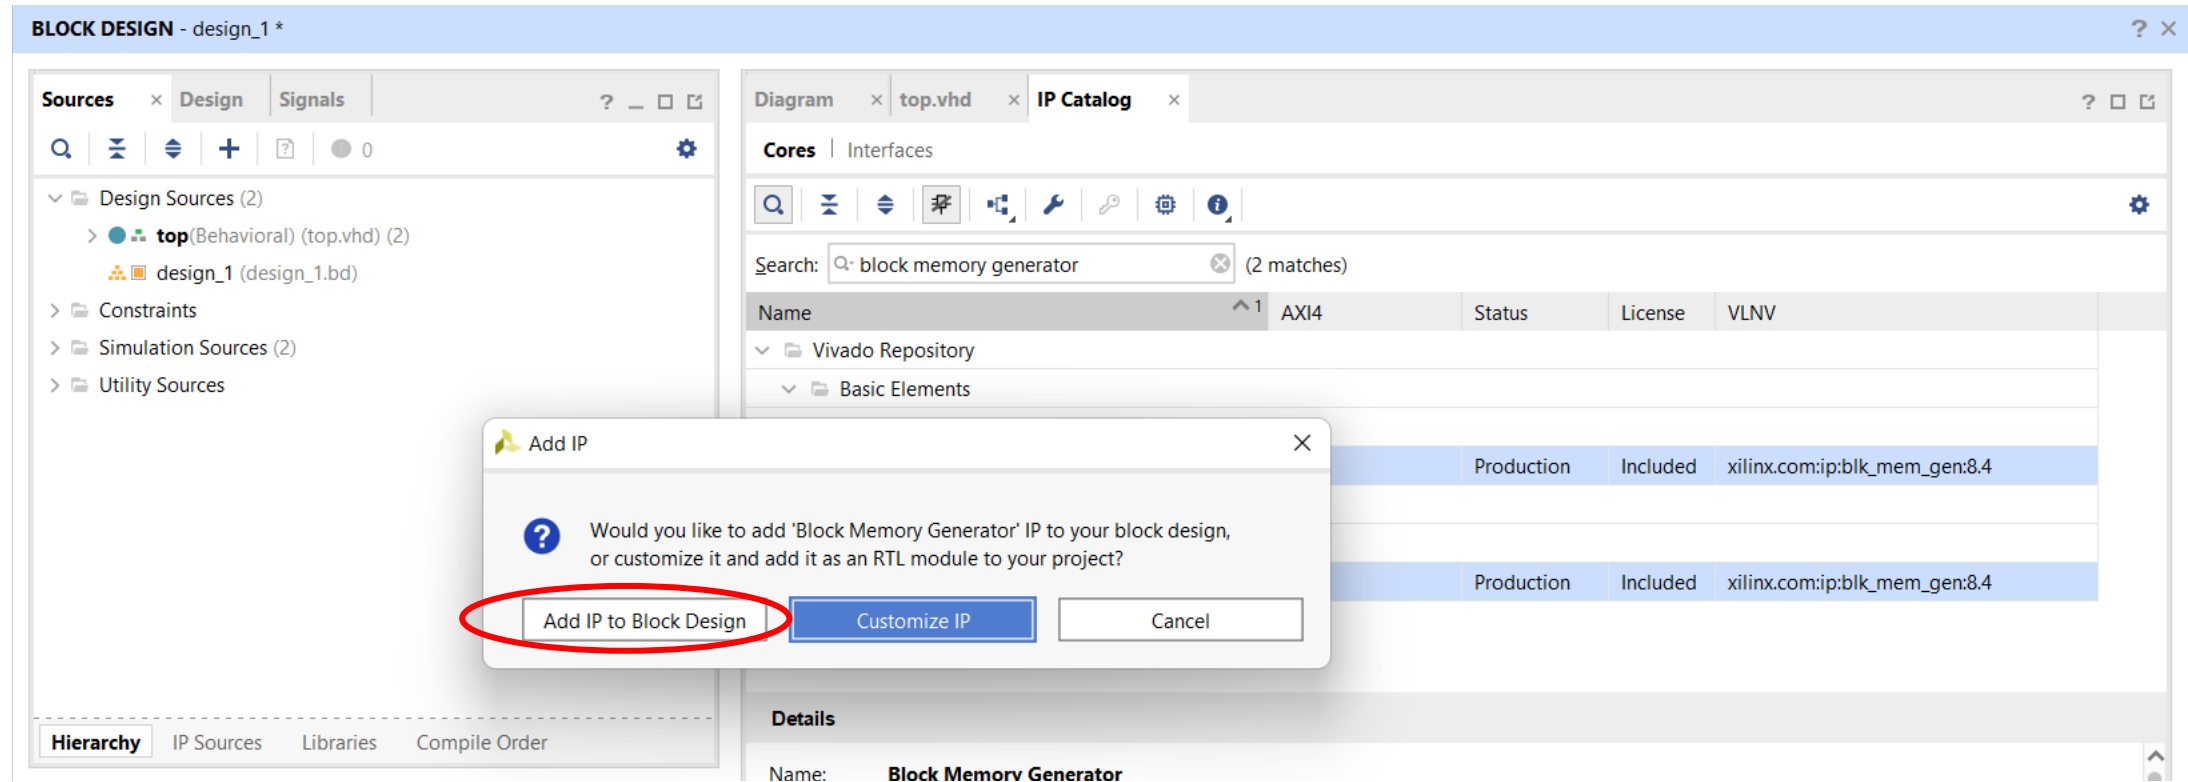 BLOCK DESIGN - design_1 *
? ×
Sources × Design Signals
?
Diagram × top.vhd × IP Catalog ×
?
0
Cores | Interfaces
Design Sources (2)
top(Behavioral) (top.vhd) (2)
design_1 (design_1.bd)
Constraints
Simulation Sources (2)
Utility Sources
Search: block memory generator (2 matches)
Name 1 AXI4 Status License VLNV
Vivado Repository
Basic Elements
Production Included xilinx.com:ip:blk_mem_gen:8.4
Production Included xilinx.com:ip:blk_mem_gen:8.4
Add IP
Would you like to add 'Block Memory Generator' IP to your block design,
or customize it and add it as an RTL module to your project?
Add IP to Block Design Customize IP Cancel
Hierarchy IP Sources Libraries Compile Order
Details
Name: Block Memory Generator